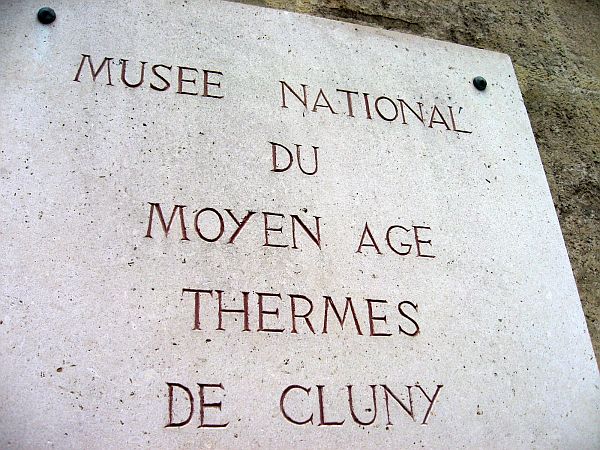 MUSEE NATIONAL
DU
MOYEN AGE
THERMES
DE CLUNY